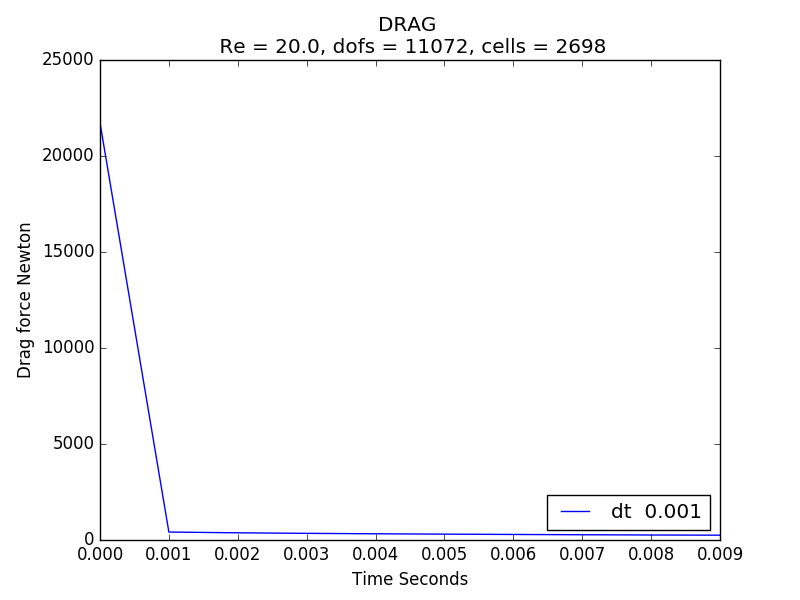 DRAG
Re = 20.0, dofs = 11072, cells = 2698
25000
20000
15000
10000
5000
0
Drag force Newton
dt 0.001
0.000 0.001 0.002 0.003 0.004 0.005 0.006 0.007 0.008 0.009
Time Seconds